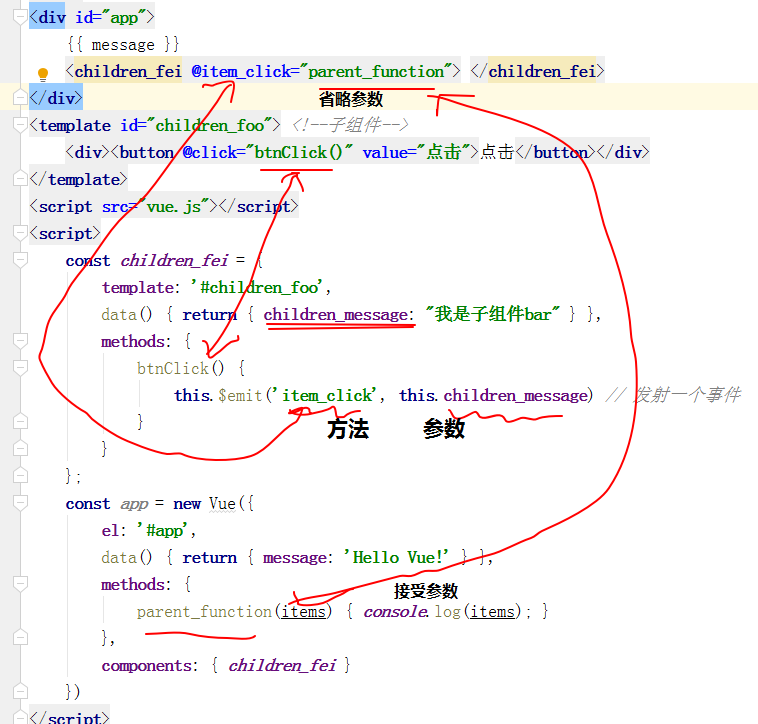 <div id="app">
{{ message }}
<children_fei @item_click="parent_function"> </children_fei>
</div>
省略参数
<template id="children_foo"> <!--子组件-->
<div><button @click="btnClick()" value="点击">点击</button></div>
</template>
<script src="vue.js"></script>
<script>
const children_fei = {
template: '#children_foo',
data() { return { children_message: "我是子组件bar" } },
methods: {
btnClick() {
this.$emit('item_click', this.children_message) // 发射一个事件
}
方法 参数
}
};
const app = new Vue({
el: '#app',
data() { return { message: 'Hello Vue!' } },
methods: {
接受参数
parent_function(items) { console.log(items); }
},
components: { children_fei }
})
</script>